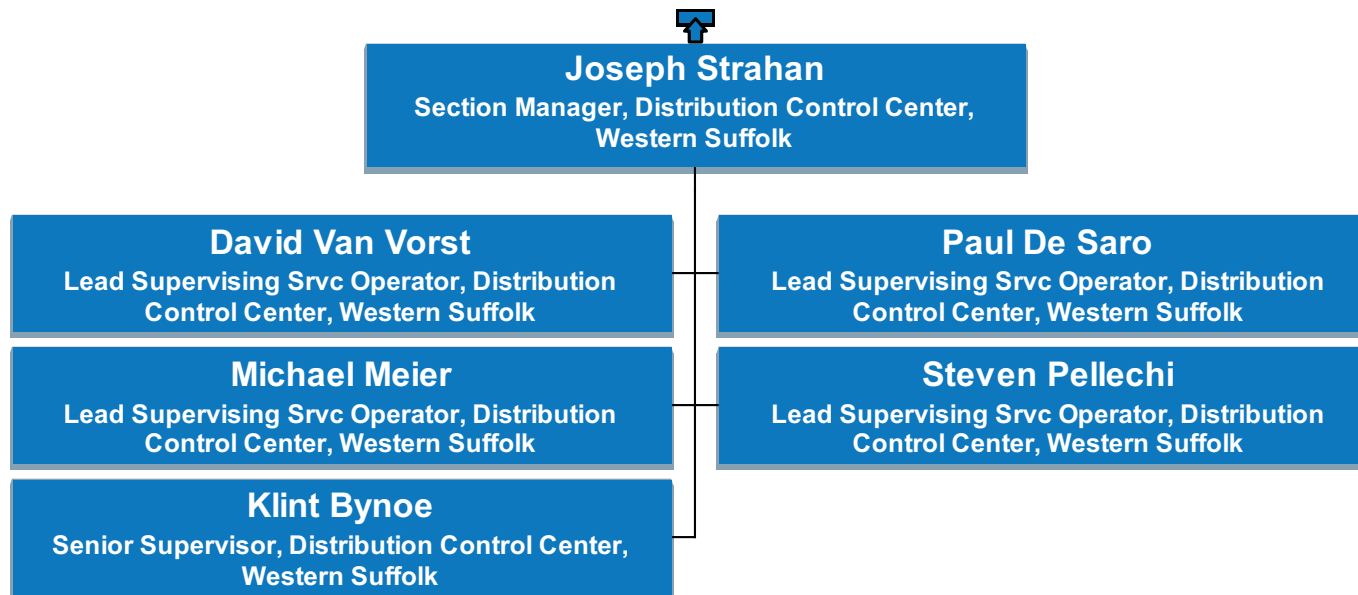 Joseph Strahan
Section Manager, Distribution Control Center,
Western Suffolk
David Van Vorst
Lead Supervising Srvc Operator, Distribution
Control Center, Western Suffolk
Paul De Saro
Lead Supervising Srvc Operator, Distribution
Control Center, Western Suffolk
Michael Meier
Lead Supervising Srvc Operator, Distribution
Control Center, Western Suffolk
Steven Pellechi
Lead Supervising Srvc Operator, Distribution
Control Center, Western Suffolk
Klint Bynoe
Senior Supervisor, Distribution Control Center,
Western Suffolk